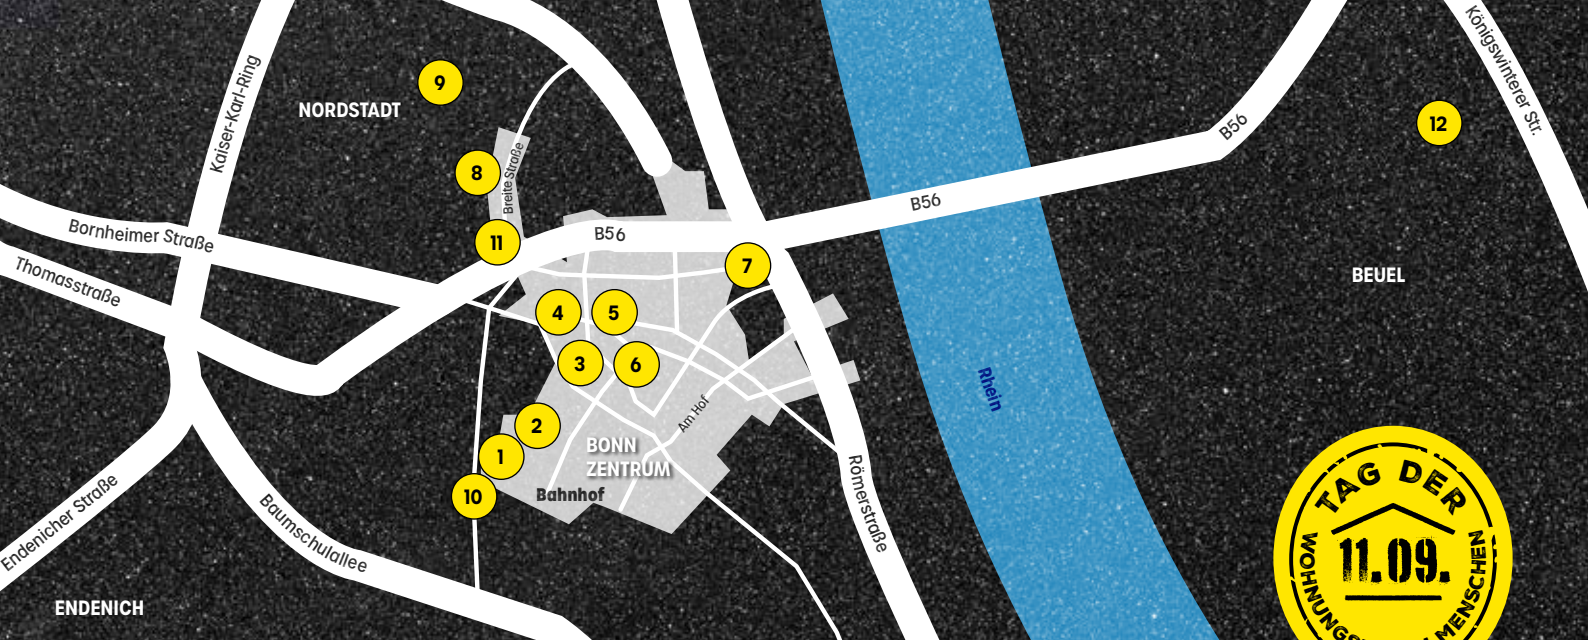 Königswinterer Str.
Kaiser-Karl-Ring
9
NORDSTADT
12
B56
8
Breite Straße
B56
Bornheimer Straße
11
B56
7
BEUEL
Thomasstraße
4
5
3
6
Rhein
Am Hof
2
BONN
ZENTRUM
1
Bahnhof
10
Römerstraße
Endenicher Straße
Baumschulallee
ENDENICH
TAG DER
11.09.
MENSCHEN